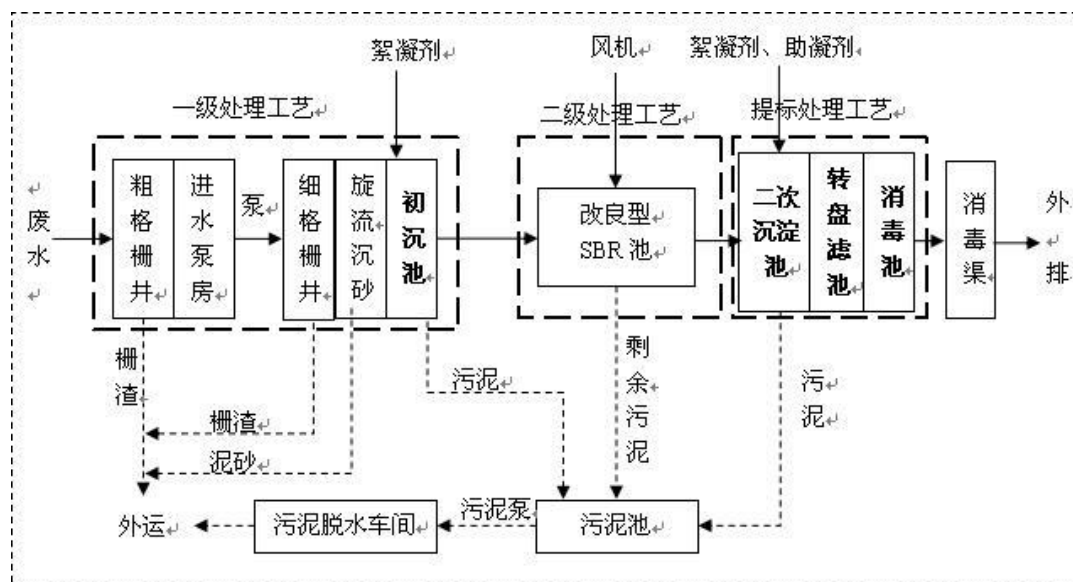 絮凝剂
风机
絮凝剂、助凝剂
一级处理工艺
二级处理工艺
提标处理工艺
废水
粗格栅井
进水泵房
泵
细格栅井
旋流沉砂
初沉池
改良型
SBR 池
二次沉淀池
转盘滤池
消毒池
消毒渠
外排
栅渣
栅渣
泥砂
污泥
剩余污泥
污泥
外运
污泥脱水车间
污泥泵
污泥池